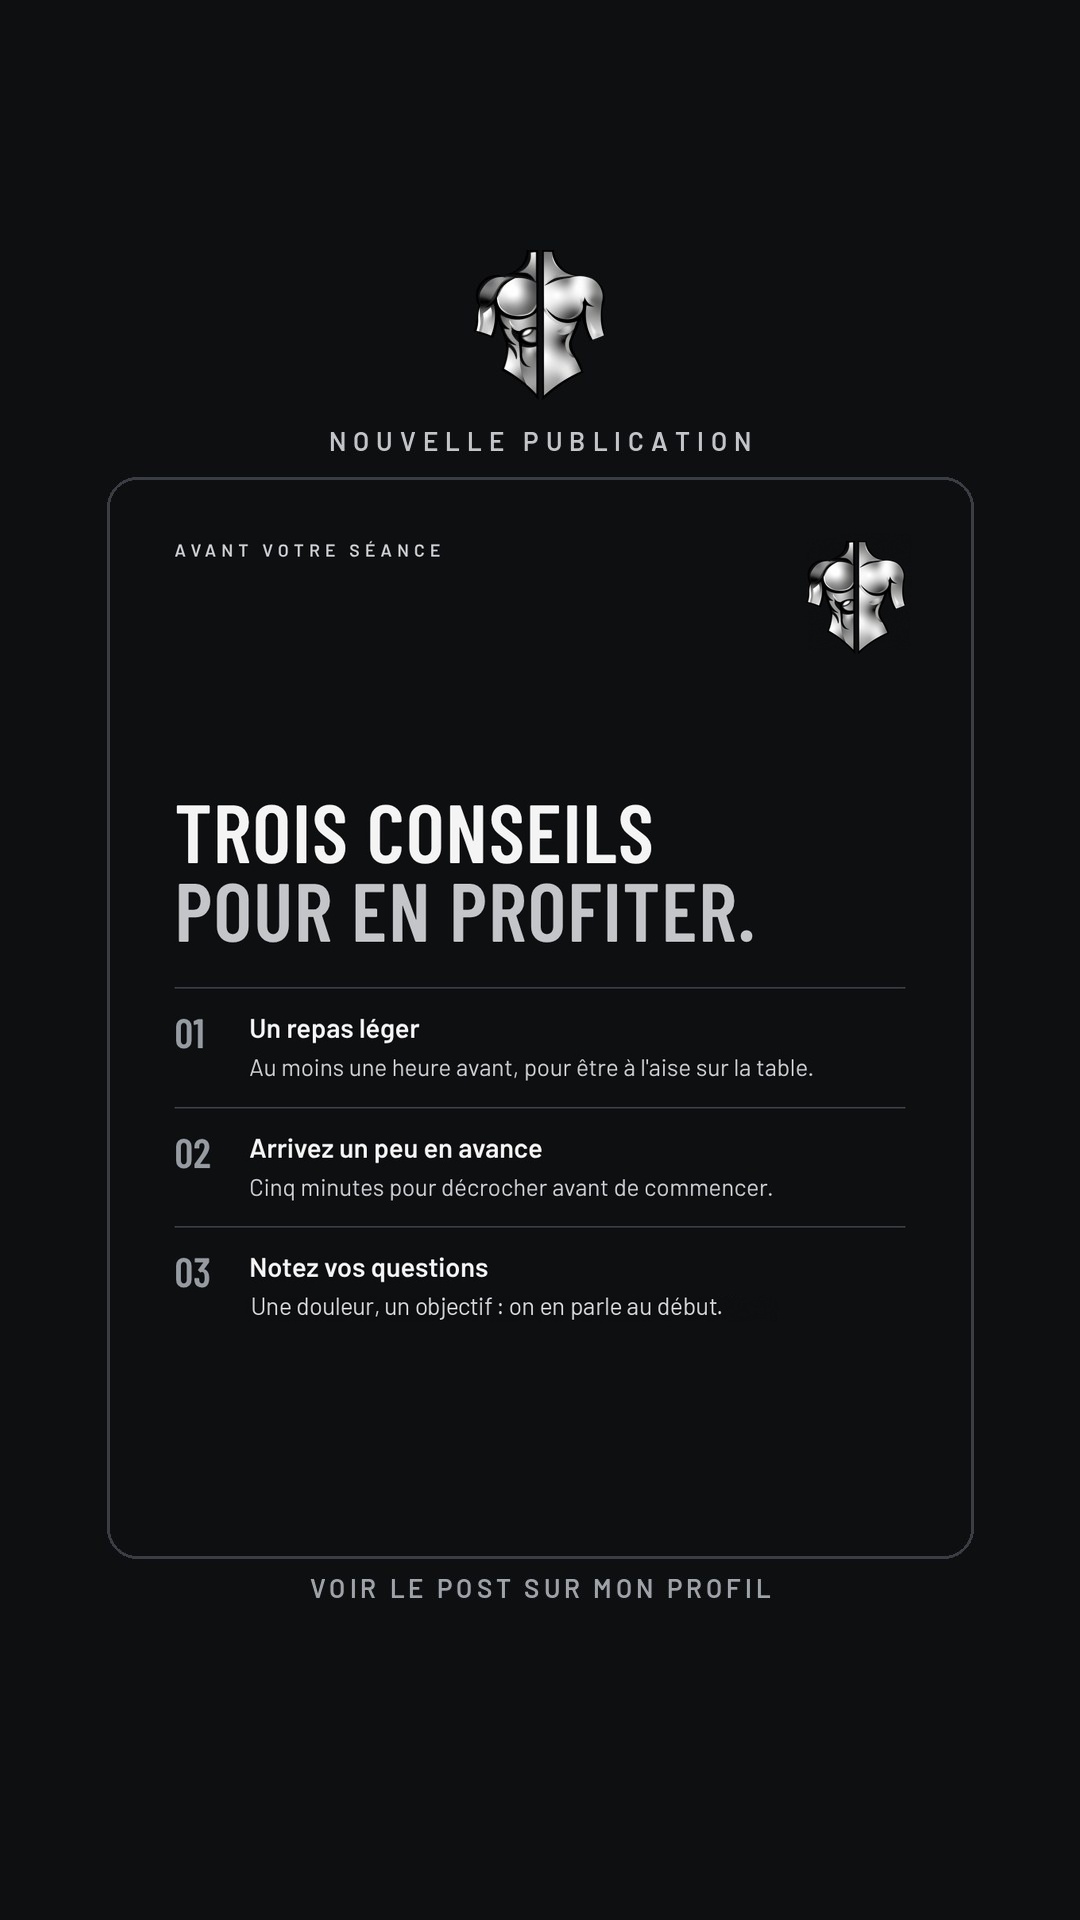 NOUVELLE PUBLICATION
AVANT VOTRE SÉANCE
TROIS CONSEILS
POUR EN PROFITER.
01
Un repas léger
Au moins une heure avant, pour être à l'aise sur la table.
02
Arrivez un peu en avance
Cinq minutes pour décrocher avant de commencer.
03
Notez vos questions
Une douleur, un objectif : on en parle au début.
VOIR LE POST SUR MON PROFIL